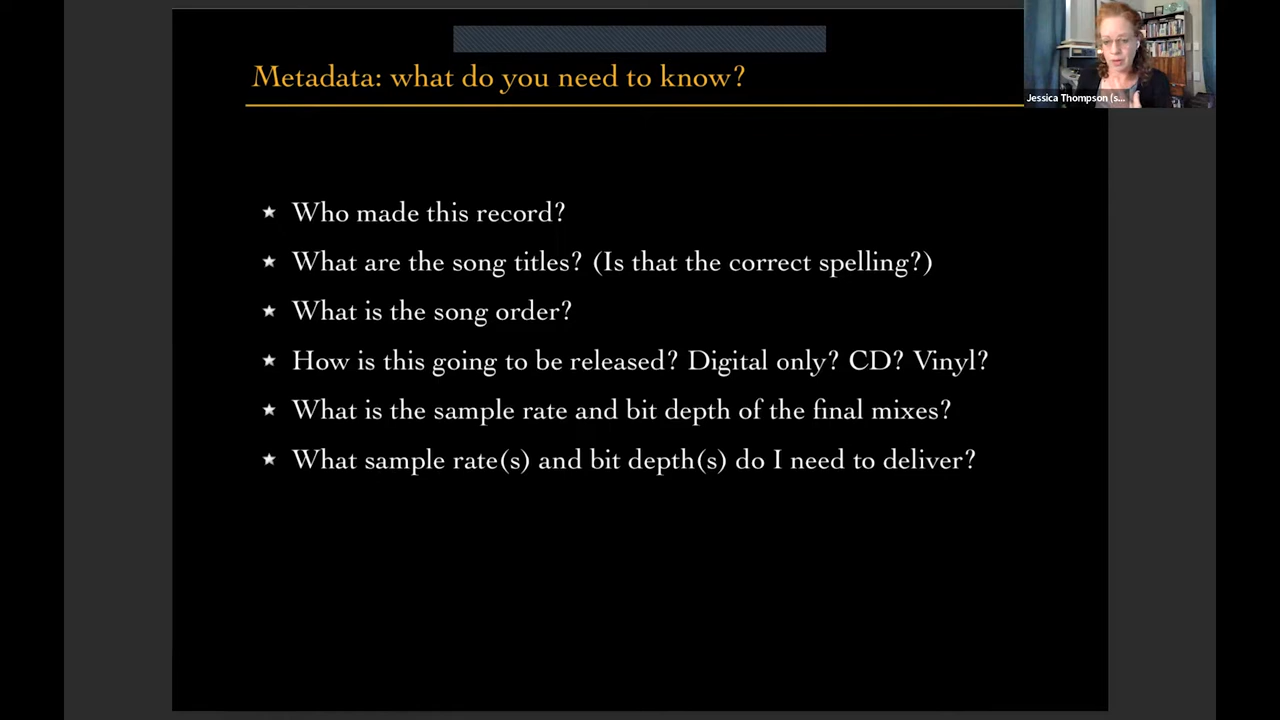 Metadata: what do you need to know?
Jessica Thompson (s...
Who made this record?
What are the song titles? (Is that the correct spelling?)
What is the song order?
How is this going to be released? Digital only? CD? Vinyl?
What is the sample rate and bit depth of the final mixes?
What sample rate(s) and bit depth(s) do I need to deliver?